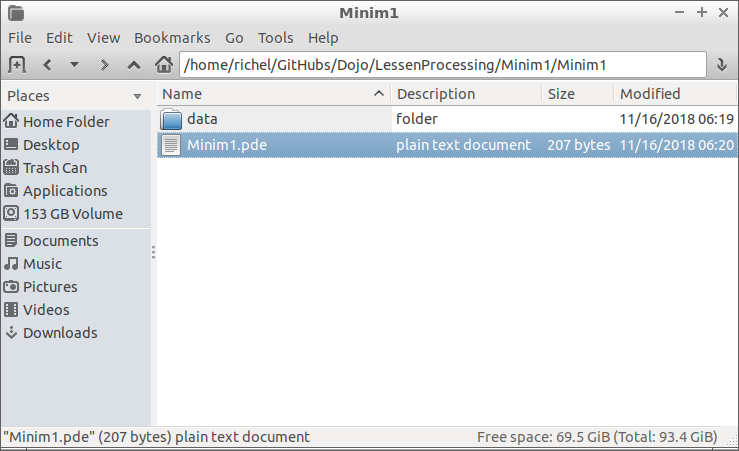 Minim1
File Edit View Bookmarks Go Tools Help
/home/richel/GitHubs/Dojo/LessenProcessing/Minim1/Minim1
Places
Home Folder
Desktop
Trash Can
Applications
153 GB Volume
Documents
Music
Pictures
Videos
Downloads
Name Description Size Modified
data folder 11/16/2018 06:19
Minim1.pde plain text document 207 bytes 11/16/2018 06:20
"Minim1.pde" (207 bytes) plain text document Free space: 69.5 GiB (Total: 93.4 GiB)